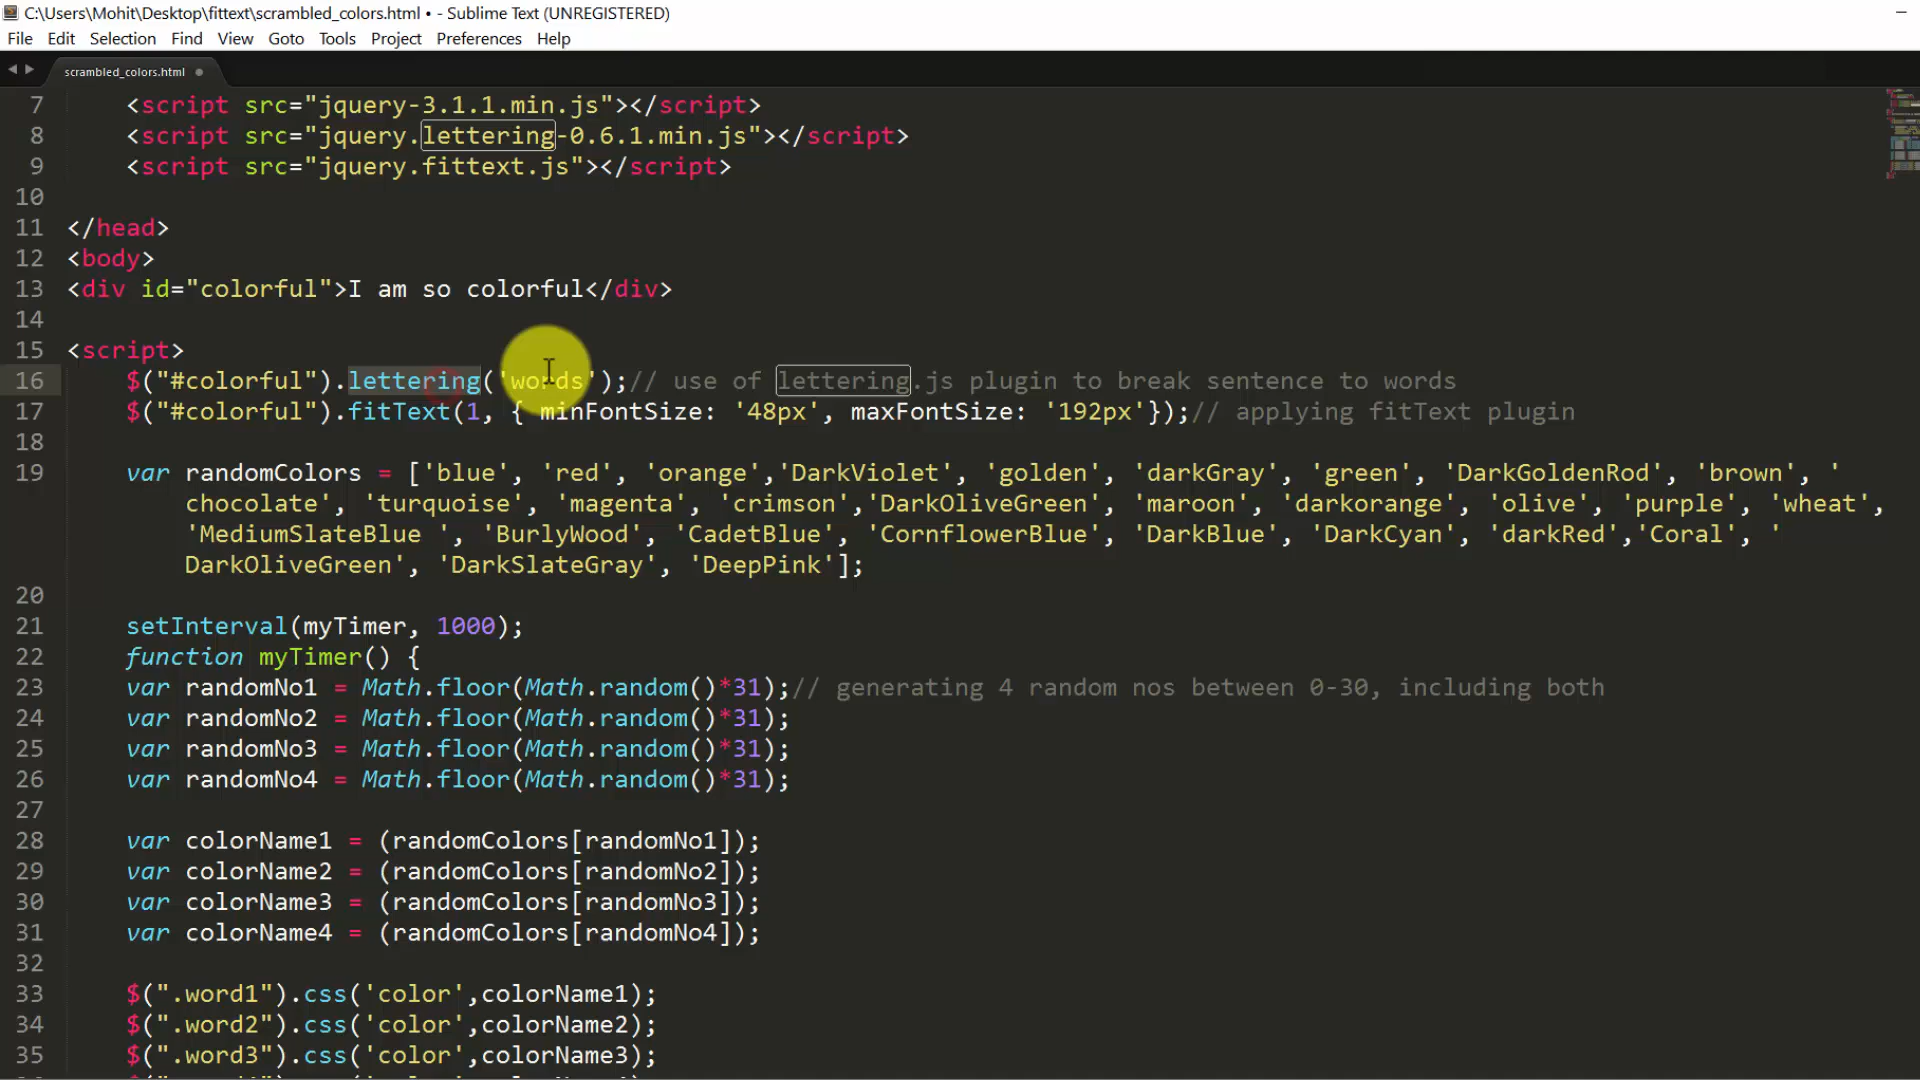 C:\Users\Mohit\Desktop\fittext\scrambled_colors.html • - Sublime Text (UNREGISTERED)
File Edit Selection Find View Goto Tools Project Preferences Help
scrambled_colors.html
7 <script src="jquery-3.1.1.min.js"></script>
8 <script src="jquery.lettering-0.6.1.min.js"></script>
9 <script src="jquery.fittext.js"></script>
10
11 </head>
12 <body>
13 <div id="colorful">I am so colorful</div>
14
15 <script>
16 $("#colorful").lettering('words');// use of lettering.js plugin to break sentence to words
17 $("#colorful").fitText(1, { minFontSize: '48px', maxFontSize: '192px'});// applying fitText plugin
18
19 var randomColors = ['blue', 'red', 'orange','DarkViolet', 'golden', 'darkGray', 'green', 'DarkGoldenRod', 'brown', '
chocolate', 'turquoise', 'magenta', 'crimson','DarkOliveGreen', 'maroon', 'darkorange', 'olive', 'purple', 'wheat',
'MediumSlateBlue ', 'BurlyWood', 'CadetBlue', 'CornflowerBlue', 'DarkBlue', 'DarkCyan', 'darkRed','Coral', '
DarkOliveGreen', 'DarkSlateGray', 'DeepPink'];
20
21 setInterval(myTimer, 1000);
22 function myTimer() {
23 var randomNo1 = Math.floor(Math.random()*31);// generating 4 random nos between 0-30, including both
24 var randomNo2 = Math.floor(Math.random()*31);
25 var randomNo3 = Math.floor(Math.random()*31);
26 var randomNo4 = Math.floor(Math.random()*31);
27
28 var colorName1 = (randomColors[randomNo1]);
29 var colorName2 = (randomColors[randomNo2]);
30 var colorName3 = (randomColors[randomNo3]);
31 var colorName4 = (randomColors[randomNo4]);
32
33 $(".word1").css('color',colorName1);
34 $(".word2").css('color',colorName2);
35 $(".word3").css('color',colorName3);